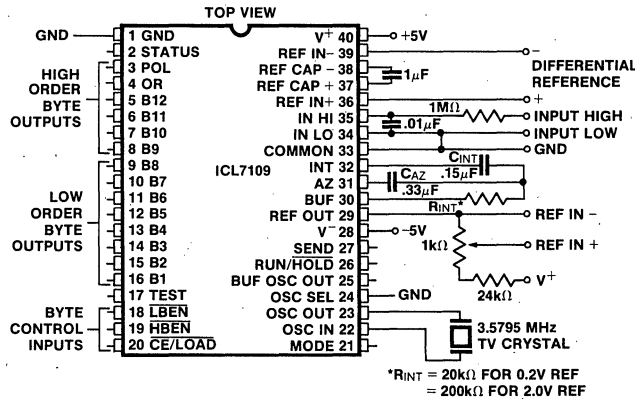 TOP VIEW
GND
1 GND
2 STATUS
3 POL
4 OR
5 B12
6 B11
7 B10
8 B9
9 B8
10 B7
11 B6
12 B5
13 B4
14 B3
15 B2
16 B1
17 TEST
18 LBEN
19 HBEN
20 CE/LOAD
HIGH
ORDER
BYTE
OUTPUTS
LOW
ORDER
BYTE
OUTPUTS
BYTE
CONTROL
INPUTS
ICL7109
V+ 40
REF IN- 39
REF CAP - 38
REF CAP + 37
REF IN+ 36
IN HI 35
IN LO 34
COMMON 33
INT 32
AZ 31
BUF 30
REF OUT 29
V- 28
SEND 27
RUN/HOLD 26
BUF OSC OUT 25
OSC SEL 24
OSC OUT 23
OSC IN 22
MODE 21
+5V
-
DIFFERENTIAL
REFERENCE
1μF
+
1MΩ
INPUT HIGH
.01μF
INPUT LOW
GND
CINT
.15μF
CAZ
.33μF
RINT*
REF IN -
-5V
1kΩ
REF IN +
V+
24kΩ
GND
3.5795 MHz
TV CRYSTAL
*RINT = 20kΩ FOR 0.2V REF
= 200kΩ FOR 2.0V REF